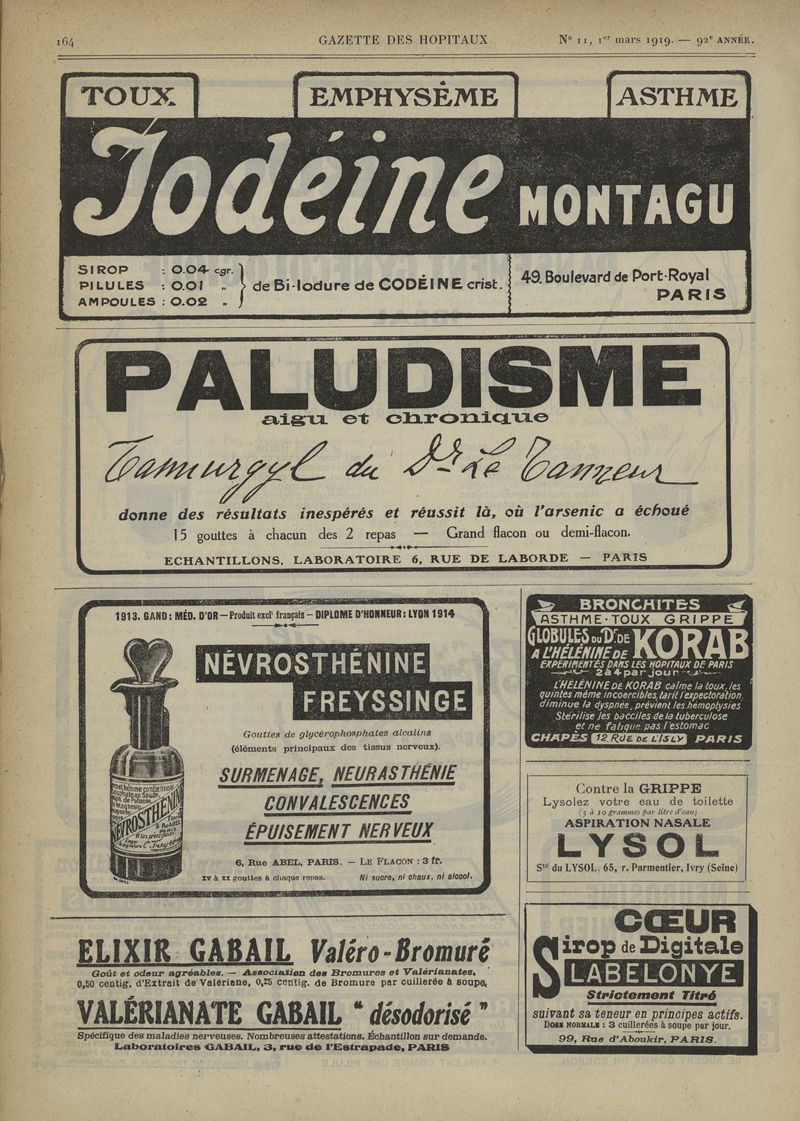 164 GAZETTE DES HOPITAUX Nº 11, 1er mars 1919. — 92e ANNÉE.
TOUX EMPHYSÈME ASTHME
Iodéine MONTAGU
SIROP : 0.04 cgr.
PILULES : 0.01 „
AMPOULES : 0.02 „
de Bi-Iodure de CODÉINE crist.
49. Boulevard de Port-Royal
PARIS
PALUDISME
aigu et chronique
Tannurgyl du Dr Le Tanneur
donne des résultats inespérés et réussit là, où l'arsenic a échoué
15 gouttes à chacun des 2 repas — Grand flacon ou demi-flacon.
ECHANTILLONS, LABORATOIRE 6, RUE DE LABORDE — PARIS
1913. GAND: MÉD. D'OR — Produit excl français — DIPLOME D'HONNEUR: LYON 1914
NÉVROSTHÉNINE
FREYSSINGE
Gouttes de glycérophosphates alcalins
(éléments principaux des tissus nerveux).
SURMENAGE, NEURASTHÉNIE
CONVALESCENCES
ÉPUISEMENT NERVEUX
NÉVROSTHÉNINE
6, Rue ABEL, PARIS. — LE FLACON : 3 fr.
XV à XX gouttes à chaque repas. Ni sucre, ni chaux, ni alcool.
BRONCHITES
ASTHME·TOUX GRIPPE
GLOBULES DU Dr. DE KORAB
A L'HÉLÉNINE DE
EXPÉRIMENTÉS DANS LES HOPITAUX DE PARIS
2 à 4 par jour
L'HÉLÉNINE DE KORAB calme la toux, les
quintes même incoercibles, tarit l'expectoration
diminue la dyspnée, prévient les hémoptysies
Stérilise les bacilles de la tuberculose
et ne fatigue pas l'estomac
CHAPÈS 12, RUE DE L'ISLY PARIS
Contre la GRIPPE
Lysolez votre eau de toilette
(5 à 10 grammes par litre d'eau)
ASPIRATION NASALE
LYSOL
Sté du LYSOL, 65, r. Parmentier, Ivry (Seine)
ELIXIR GABAIL Valéro-Bromuré
Goût et odeur agréables. — Association des Bromures et Valérianates.
0,50 centig. d'Extrait de Valériane, 0,25 centig. de Bromure par cuillerée à soupe,
VALÉRIANATE GABAIL " désodorisé "
Spécifique des maladies nerveuses. Nombreuses attestations. Échantillon sur demande.
Laboratoires GABAIL, 3, rue de l'Estrapade, PARIS
CŒUR
Sirop de Digitale
LABELONYE
Strictement Titré
suivant sa teneur en principes actifs.
DOSE NORMALE : 3 cuillerées à soupe par jour.
99, Rue d'Aboukir, PARIS.